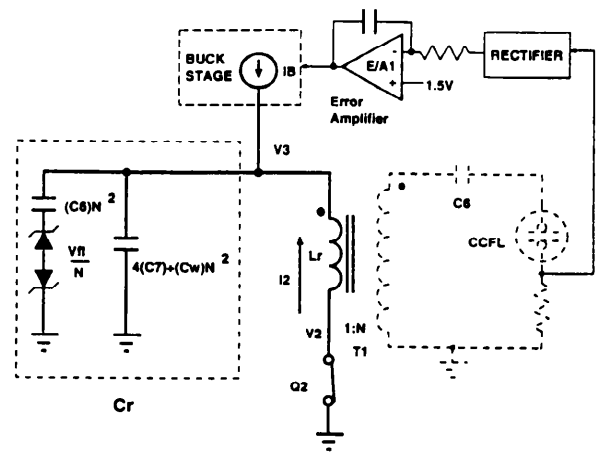 BUCK
STAGE
IB
E/A1
-
+
1.5V
RECTIFIER
Error
Amplifier
V3
(C6)N 2
Vfl
N
4(C7)+(Cw)N 2
Cr
I2
Lr
V2
1:N
T1
Q2
C6
CCFL